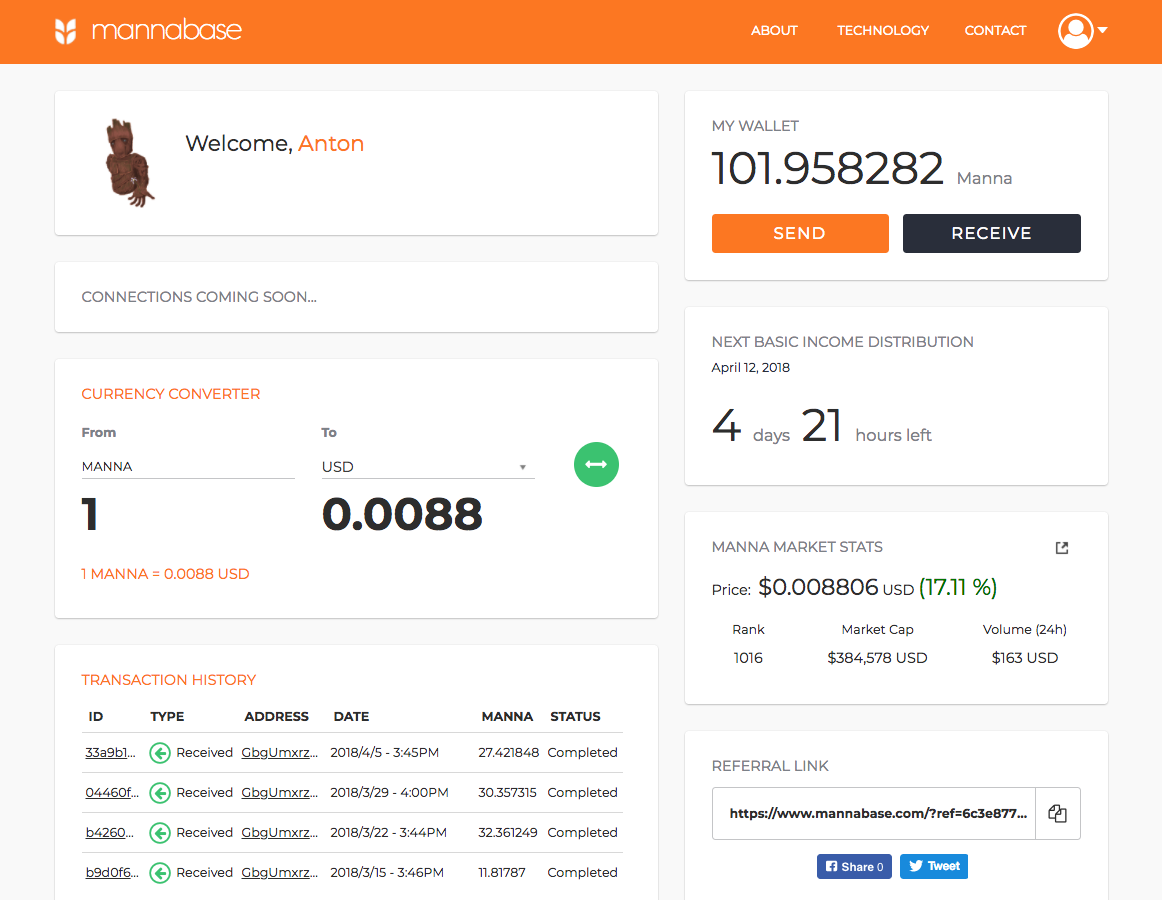 mannabase
ABOUT TECHNOLOGY CONTACT
Welcome, Anton
CONNECTIONS COMING SOON...
CURRENCY CONVERTER
From To
MANNA USD
1 0.0088
1 MANNA = 0.0088 USD
TRANSACTION HISTORY
ID TYPE ADDRESS DATE MANNA STATUS
33a9b1... Received GbgUmxrz... 2018/4/5 - 3:45PM 27.421848 Completed
04460f... Received GbgUmxrz... 2018/3/29 - 4:00PM 30.357315 Completed
b4260... Received GbgUmxrz... 2018/3/22 - 3:44PM 32.361249 Completed
b9d0f6... Received GbgUmxrz... 2018/3/15 - 3:46PM 11.81787 Completed
MY WALLET
101.958282 Manna
SEND RECEIVE
NEXT BASIC INCOME DISTRIBUTION
April 12, 2018
4 days 21 hours left
MANNA MARKET STATS
Price: $0.008806 USD (17.11 %)
Rank Market Cap Volume (24h)
1016 $384,578 USD $163 USD
REFERRAL LINK
https://www.mannabase.com/?ref=6c3e877...
Share 0 Tweet